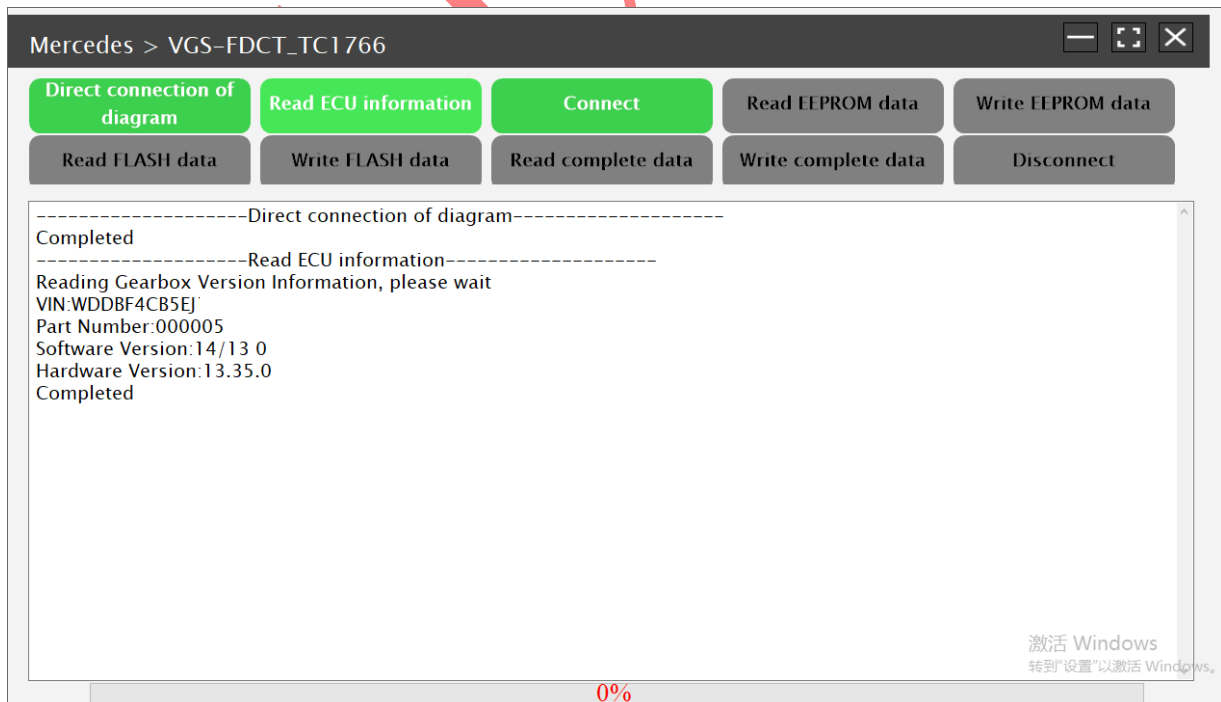 Mercedes > VGS-FDCT_TC1766
Direct connection of
diagram
Read ECU information
Connect
Read EEPROM data
Write EEPROM data
Read FLASH data
Write FLASH data
Read complete data
Write complete data
Disconnect
--------------------Direct connection of diagram--------------------
Completed
--------------------Read ECU information--------------------
Reading Gearbox Version Information, please wait
VIN:WDDBF4CB5EJ
Part Number:000005
Software Version:14/13 0
Hardware Version:13.35.0
Completed
激活 Windows
转到"设置"以激活 Windows。
0%